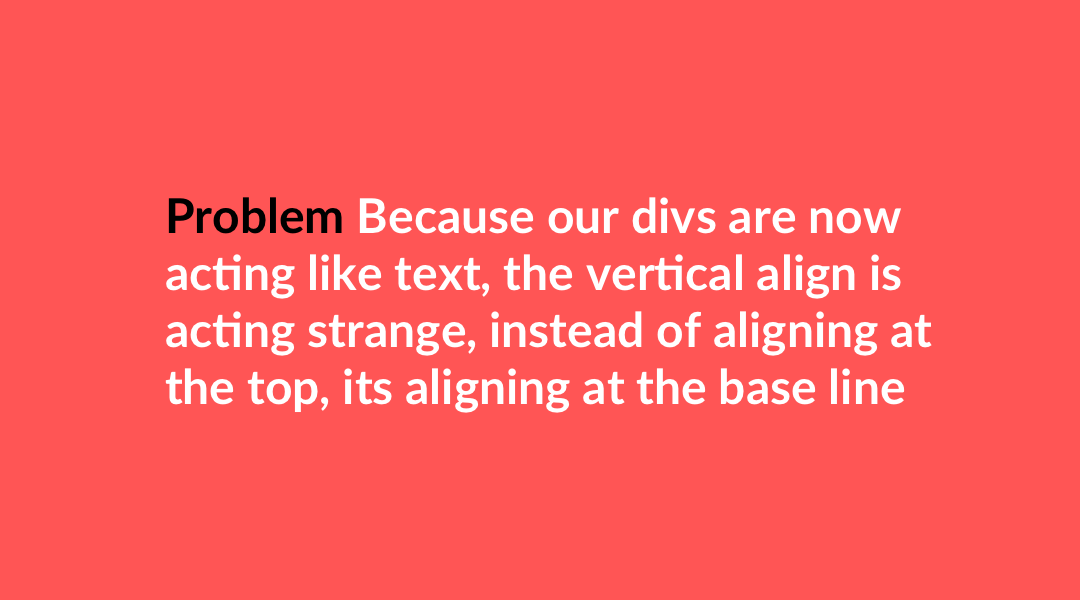 Problem Because our divs are now
acting like text, the vertical align is
acting strange, instead of aligning at
the top, its aligning at the base line